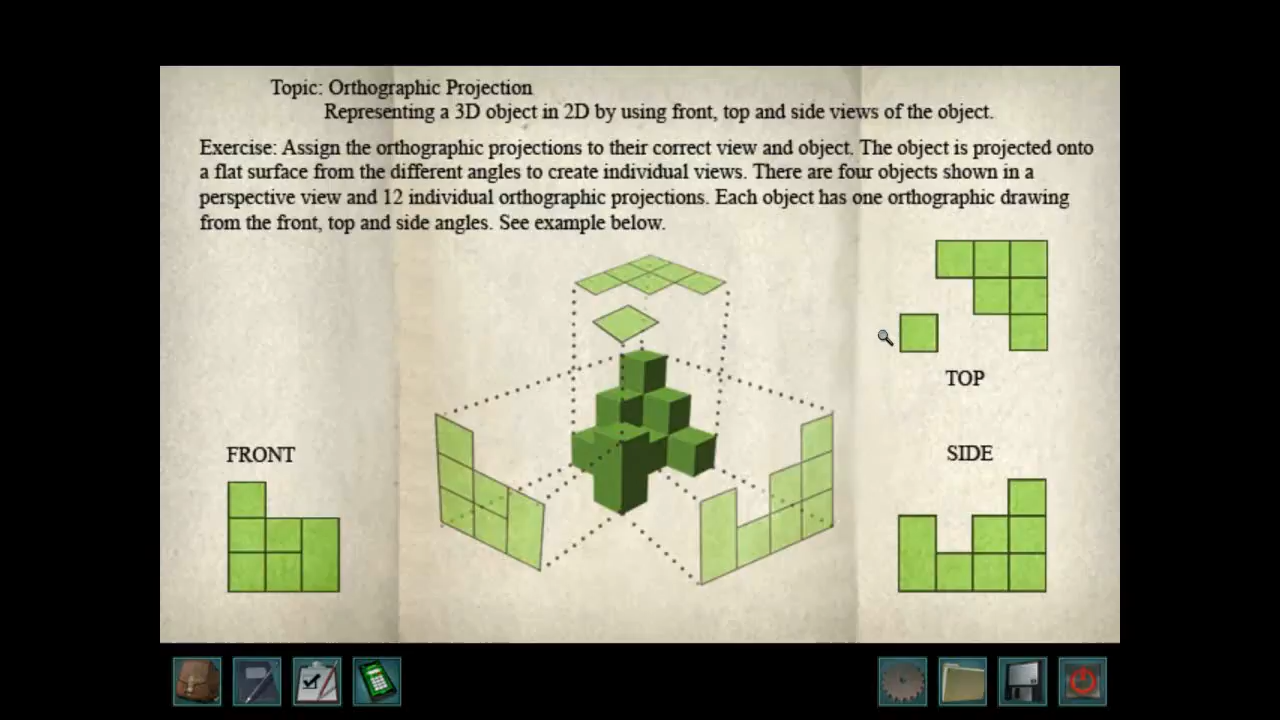 Topic: Orthographic Projection
Representing a 3D object in 2D by using front, top and side views of the object.
Exercise: Assign the orthographic projections to their correct view and object. The object is projected onto
a flat surface from the different angles to create individual views. There are four objects shown in a
perspective view and 12 individual orthographic projections. Each object has one orthographic drawing
from the front, top and side angles. See example below.
TOP
FRONT
SIDE